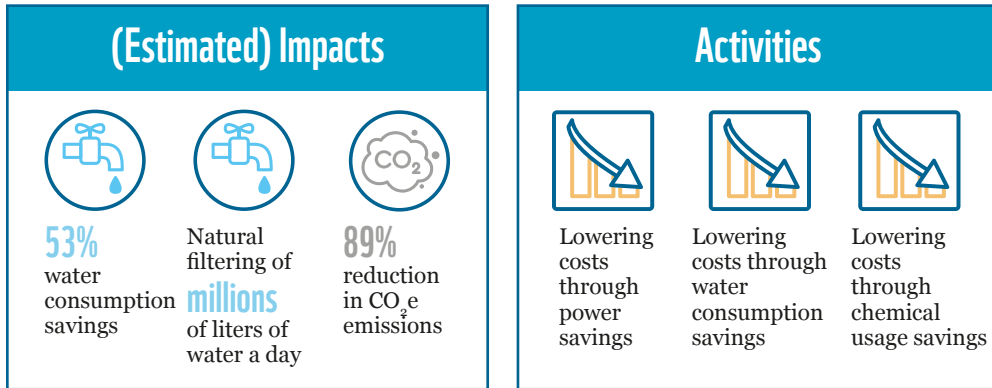 (Estimated) Impacts
CO2
53%
water
consumption
savings
Natural
filtering of
millions
of liters of
water a day
CO2
89%
reduction
in CO2e
emissions
Activities
Lowering
costs
through
power
savings
Lowering
costs through
water
consumption
savings
Lowering
costs
through
chemical
usage savings